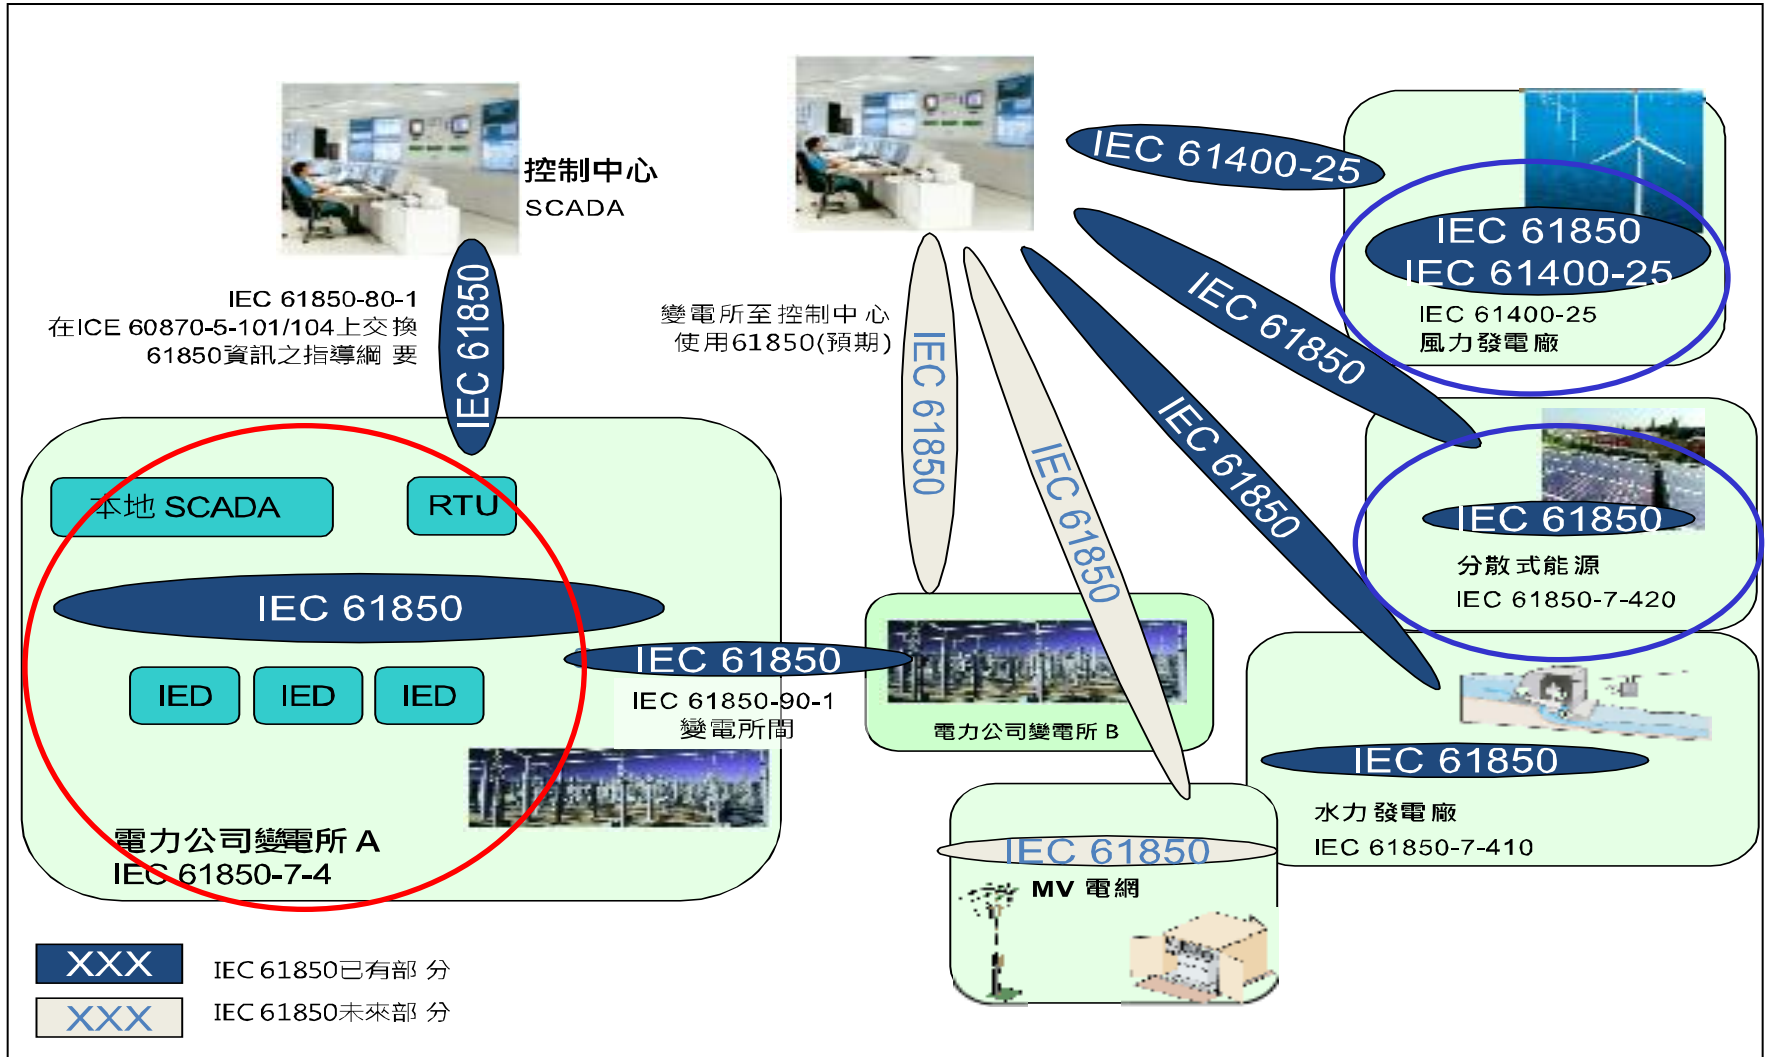 控制中心
SCADA
IEC 61850
IEC 61850-80-1
在ICE 60870-5-101/104上交換
61850資訊之指導綱 要
變電所至控制中心
使用61850(預期)
IEC 61850
IEC 61850
IEC 61850
IEC 61850
IEC 61400-25
IEC 61850
IEC 61400-25
IEC 61400-25
風力發電廠
IEC 61850
分散式能源
IEC 61850-7-420
IEC 61850
水力發電廠
IEC 61850-7-410
本地 SCADA
RTU
IEC 61850
IED
IED
IED
電力公司變電所 A
IEC 61850-7-4
IEC 61850
IEC 61850-90-1
變電所間
電力公司變電所 B
IEC 61850
MV 電網
XXX
IEC 61850已有部 分
XXX
IEC 61850未來部 分